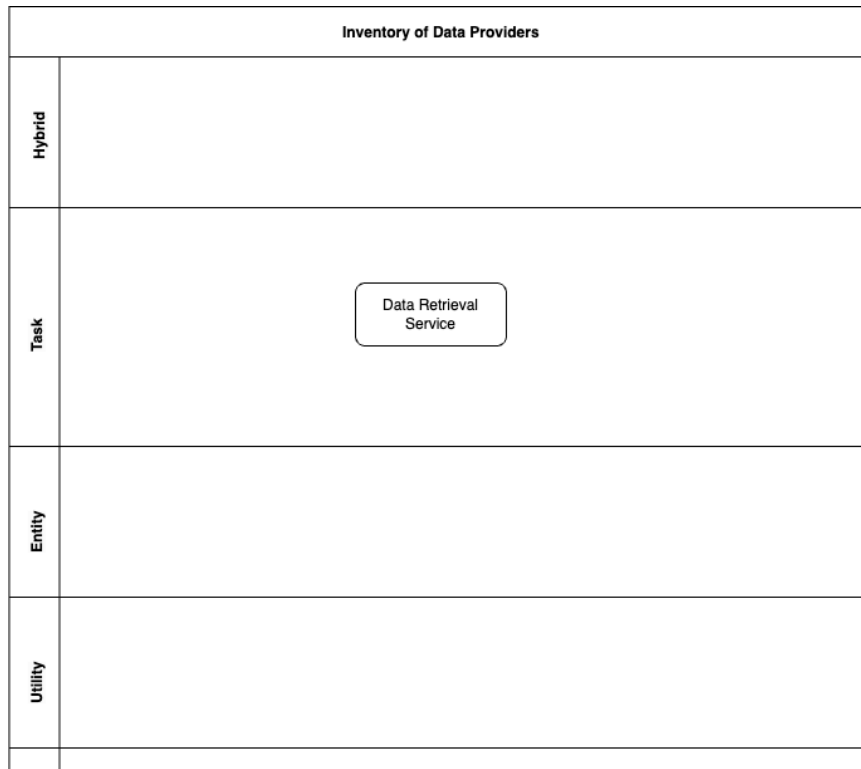 Inventory of Data Providers
Hybrid
Task
Data Retrieval
Service
Entity
Utility